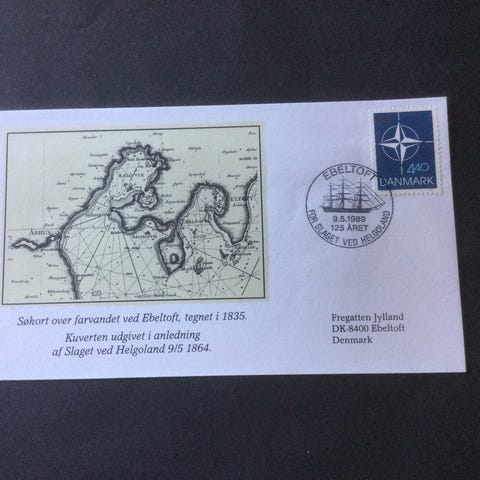 ÅRHUS
KALLØVIG
EBELTOFT
4.40
DANMARK
EBELTOFT
9.5.1989
125 ÅRET
FOR SLAGET VED HELGOLAND
Søkort over farvandet ved Ebeltoft, tegnet i 1835.
Kuverten udgivet i anledning
af Slaget ved Helgoland 9/5 1864.
Fregatten Jylland
DK-8400 Ebeltoft
Denmark